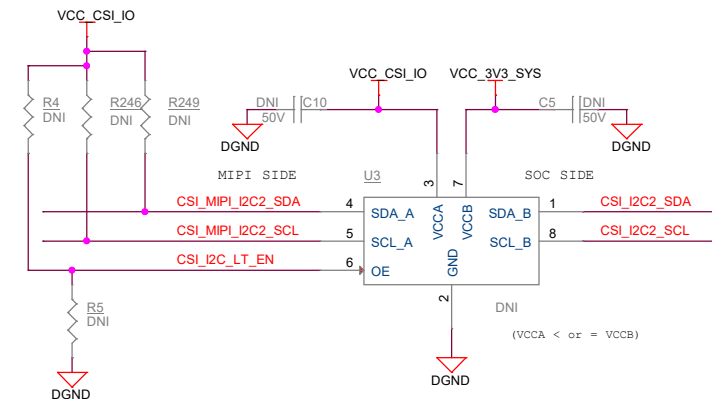 VCC_CSI_IO
R4
DNI
R246
DNI
R249
DNI
VCC_CSI_IO
VCC_3V3_SYS
DNI
50V
C10
C5
DNI
50V
DGND
DGND
MIPI SIDE
U3
SOC SIDE
3
7
CSI_MIPI_I2C2_SDA
4
SDA_A
VCCA
VCCB
SDA_B
1
CSI_I2C2_SDA
CSI_MIPI_I2C2_SCL
5
SCL_A
SCL_B
8
CSI_I2C2_SCL
CSI_I2C_LT_EN
6
OE
GND
2
DNI
R5
DNI
(VCCA < or = VCCB)
DGND
DGND